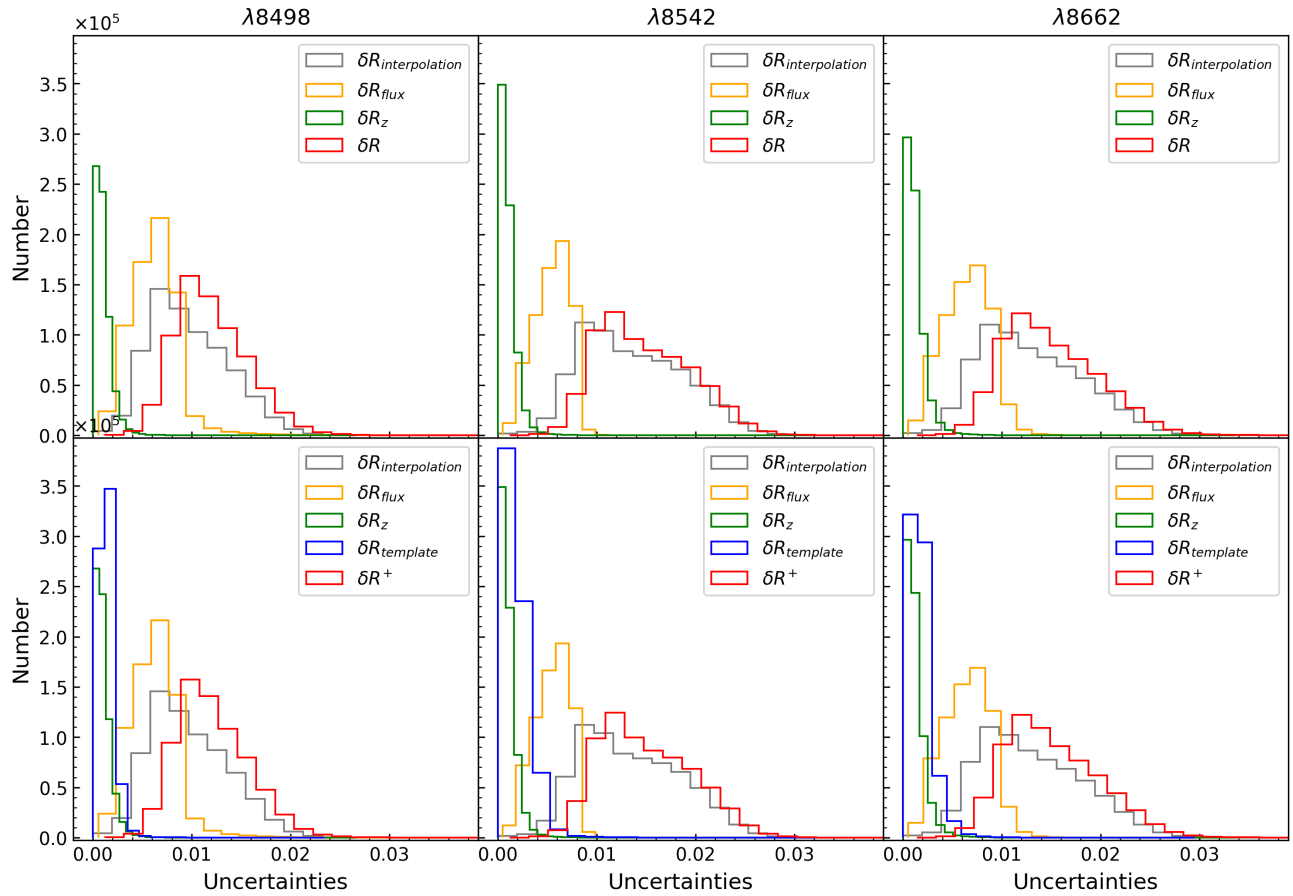 ×10⁵ λ8498 λ8542 λ8662
δR_interpolation
δR_flux
δR_z
δR
δR_interpolation
δR_flux
δR_z
δR
δR_interpolation
δR_flux
δR_z
δR
3.5
3.0
2.5
2.0
1.5
1.0
0.5
0.0
Number
×10⁵
δR_interpolation
δR_flux
δR_z
δR_template
δR⁺
δR_interpolation
δR_flux
δR_z
δR_template
δR⁺
δR_interpolation
δR_flux
δR_z
δR_template
δR⁺
3.5
3.0
2.5
2.0
1.5
1.0
0.5
0.0
Number
0.00 0.01 0.02 0.03 0.00 0.01 0.02 0.03 0.00 0.01 0.02 0.03
Uncertainties Uncertainties Uncertainties